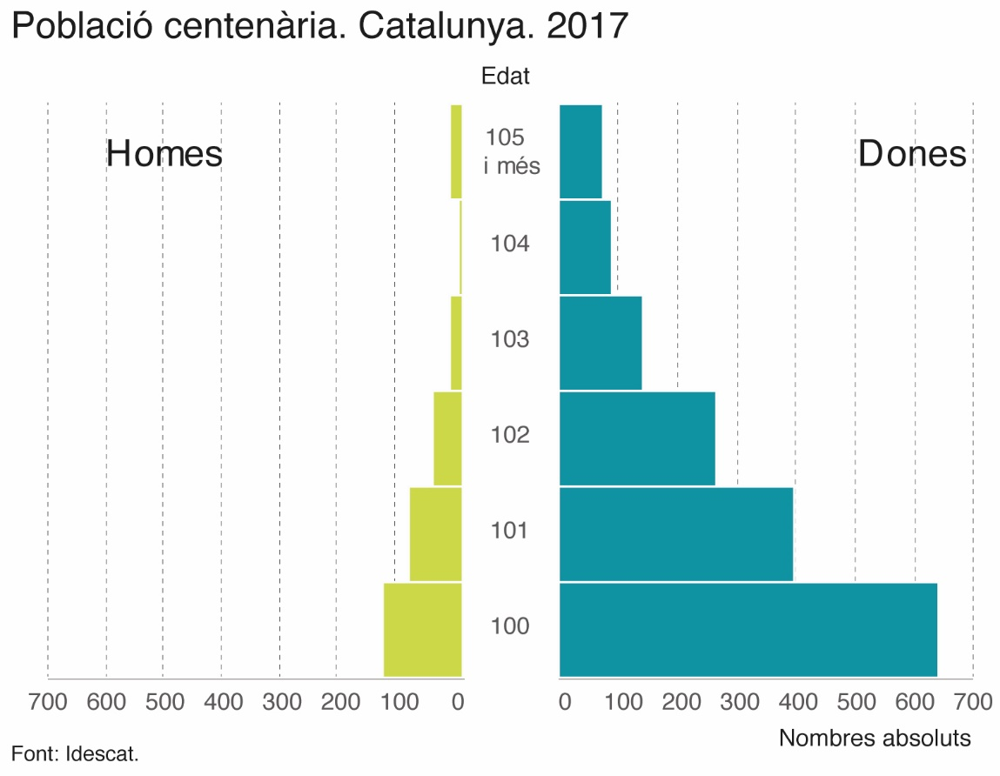 Població centenària. Catalunya. 2017
Edat
Homes
Dones
105
i més
104
103
102
101
100
700 600 500 400 300 200 100 0
0 100 200 300 400 500 600 700
Nombres absoluts
Font: Idescat.